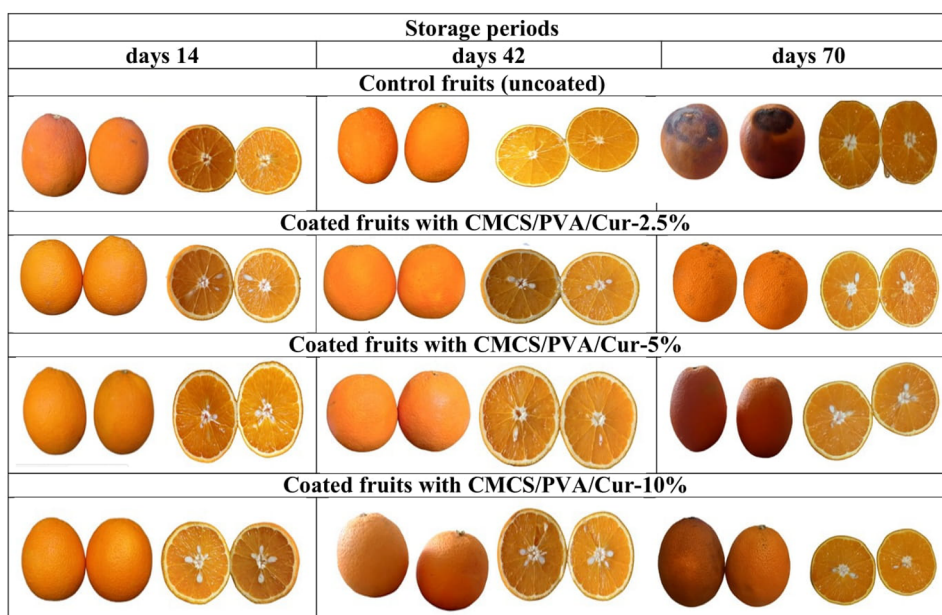 Storage periods
days 14
days 42
days 70
Control fruits (uncoated)
Coated fruits with CMCS/PVA/Cur-2.5%
Coated fruits with CMCS/PVA/Cur-5%
Coated fruits with CMCS/PVA/Cur-10%